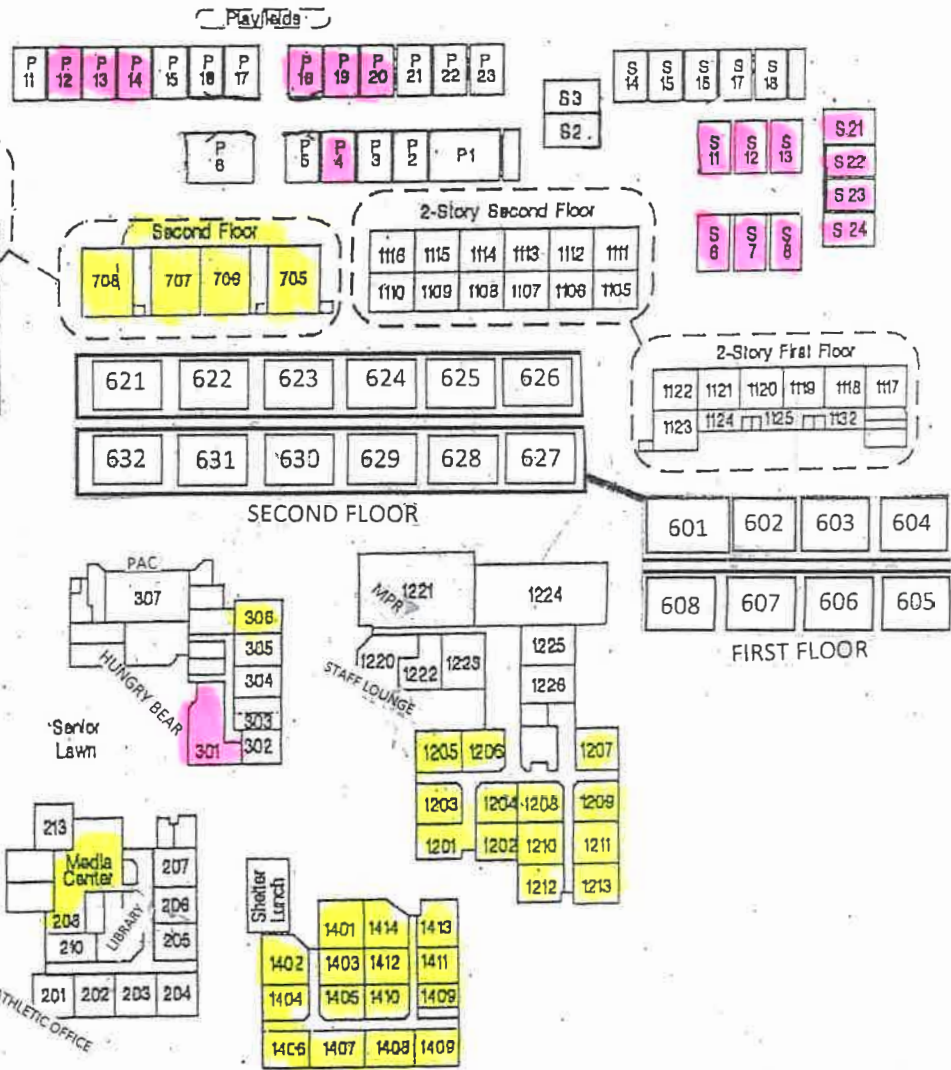 Playfields
P 11 P 12 P 13 P 14 P 15 P 16 P 17
P 18 P 19 P 20 P 21 P 22 P 23
S 14 S 15 S 16 S 17 S 18
S3
S2
P 6
P 5 P 4 P 3 P 2 P1
S 11 S 12 S 13
S 21
S 22
S 23
S 24
S 6 S 7 S 8
Second Floor
708 707 706 705
2-Story Second Floor
1116 1115 1114 1113 1112 1111
1110 1109 1108 1107 1106 1105
2-Story First Floor
1122 1121 1120 1119 1118 1117
1123 1124 1125 1132
621 622 623 624 625 626
632 631 630 629 628 627
SECOND FLOOR
601 602 603 604
608 607 606 605
FIRST FLOOR
PAC
307
306
305
304
303
302
301
HUNGRY BEAR
Senior
Lawn
MPR
1221
1224
1220 1222 1223
STAFF LOUNGE
1225
1226
1205 1206 1207
1203 1204 1208 1209
1201 1202 1210 1211
1212 1213
213
Media
Center
208
210
LIBRARY
207
206
205
201 202 203 204
ATHLETIC OFFICE
Shelter
Lunch
1401 1414 1413
1402 1403 1412 1411
1404 1405 1410 1409
1406 1407 1408 1409